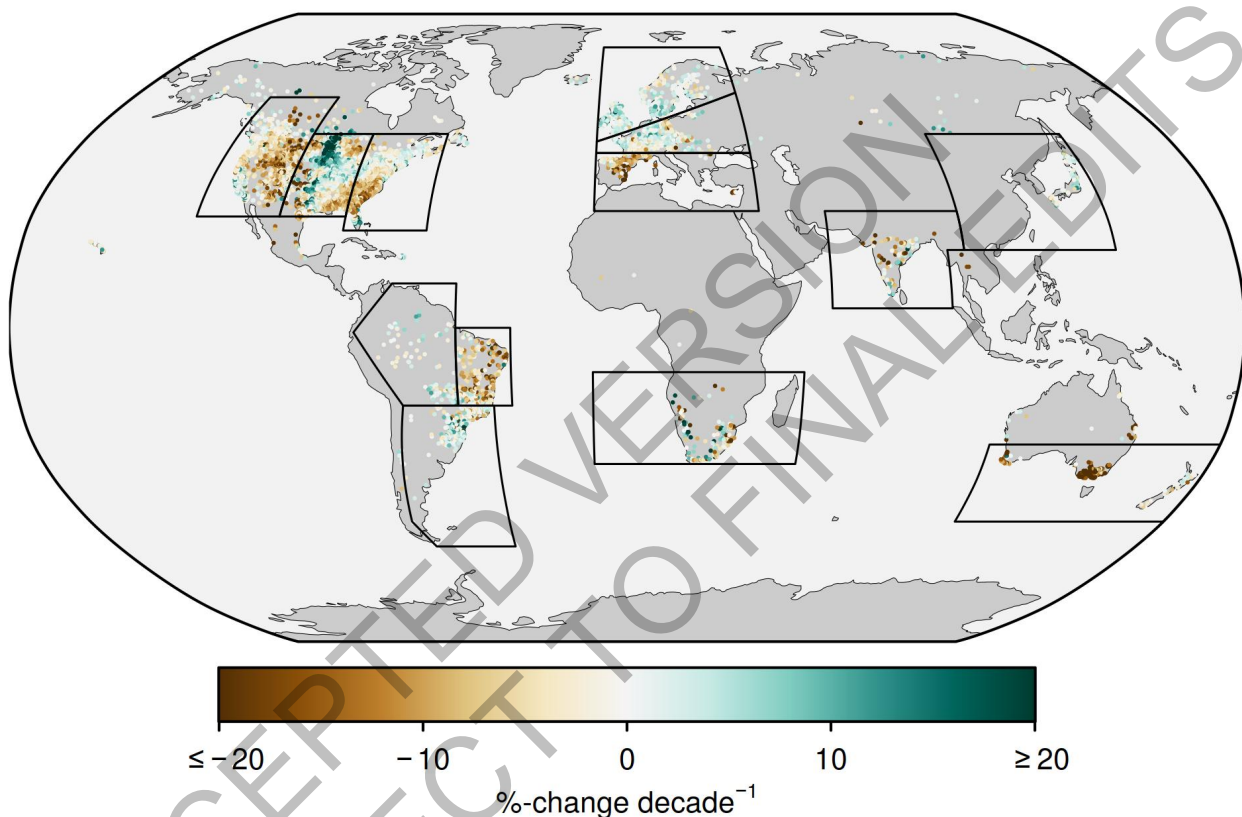 ACCEPTED VERSION
SUBJECT TO FINAL EDITS
≤ −20 −10 0 10 ≥ 20
%-change decade⁻¹